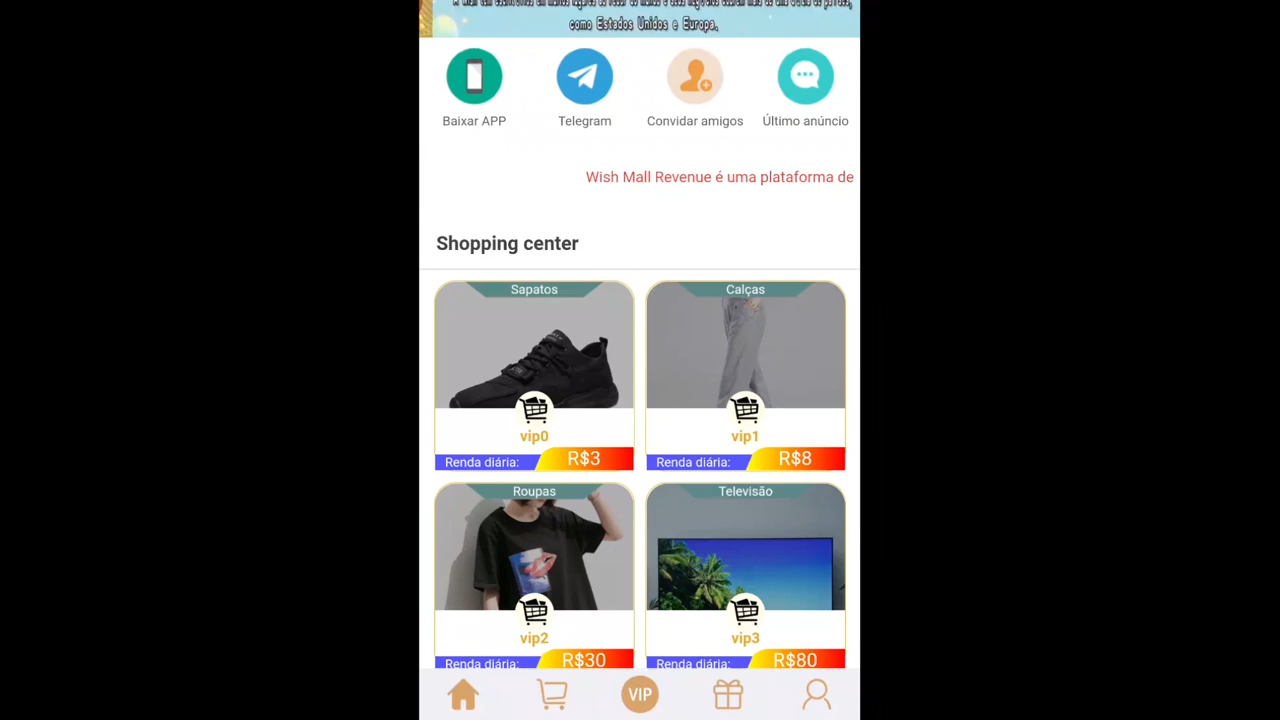 como Estados Unidos e Europa.
Baixar APP
Telegram
Convidar amigos
Último anúncio
Wish Mall Revenue é uma plataforma de
Shopping center
Sapatos
Calças
vip0
vip1
Renda diária: R$3
Renda diária: R$8
Roupas
Televisão
vip2
vip3
Renda diária: R$30
Renda diária: R$80
VIP